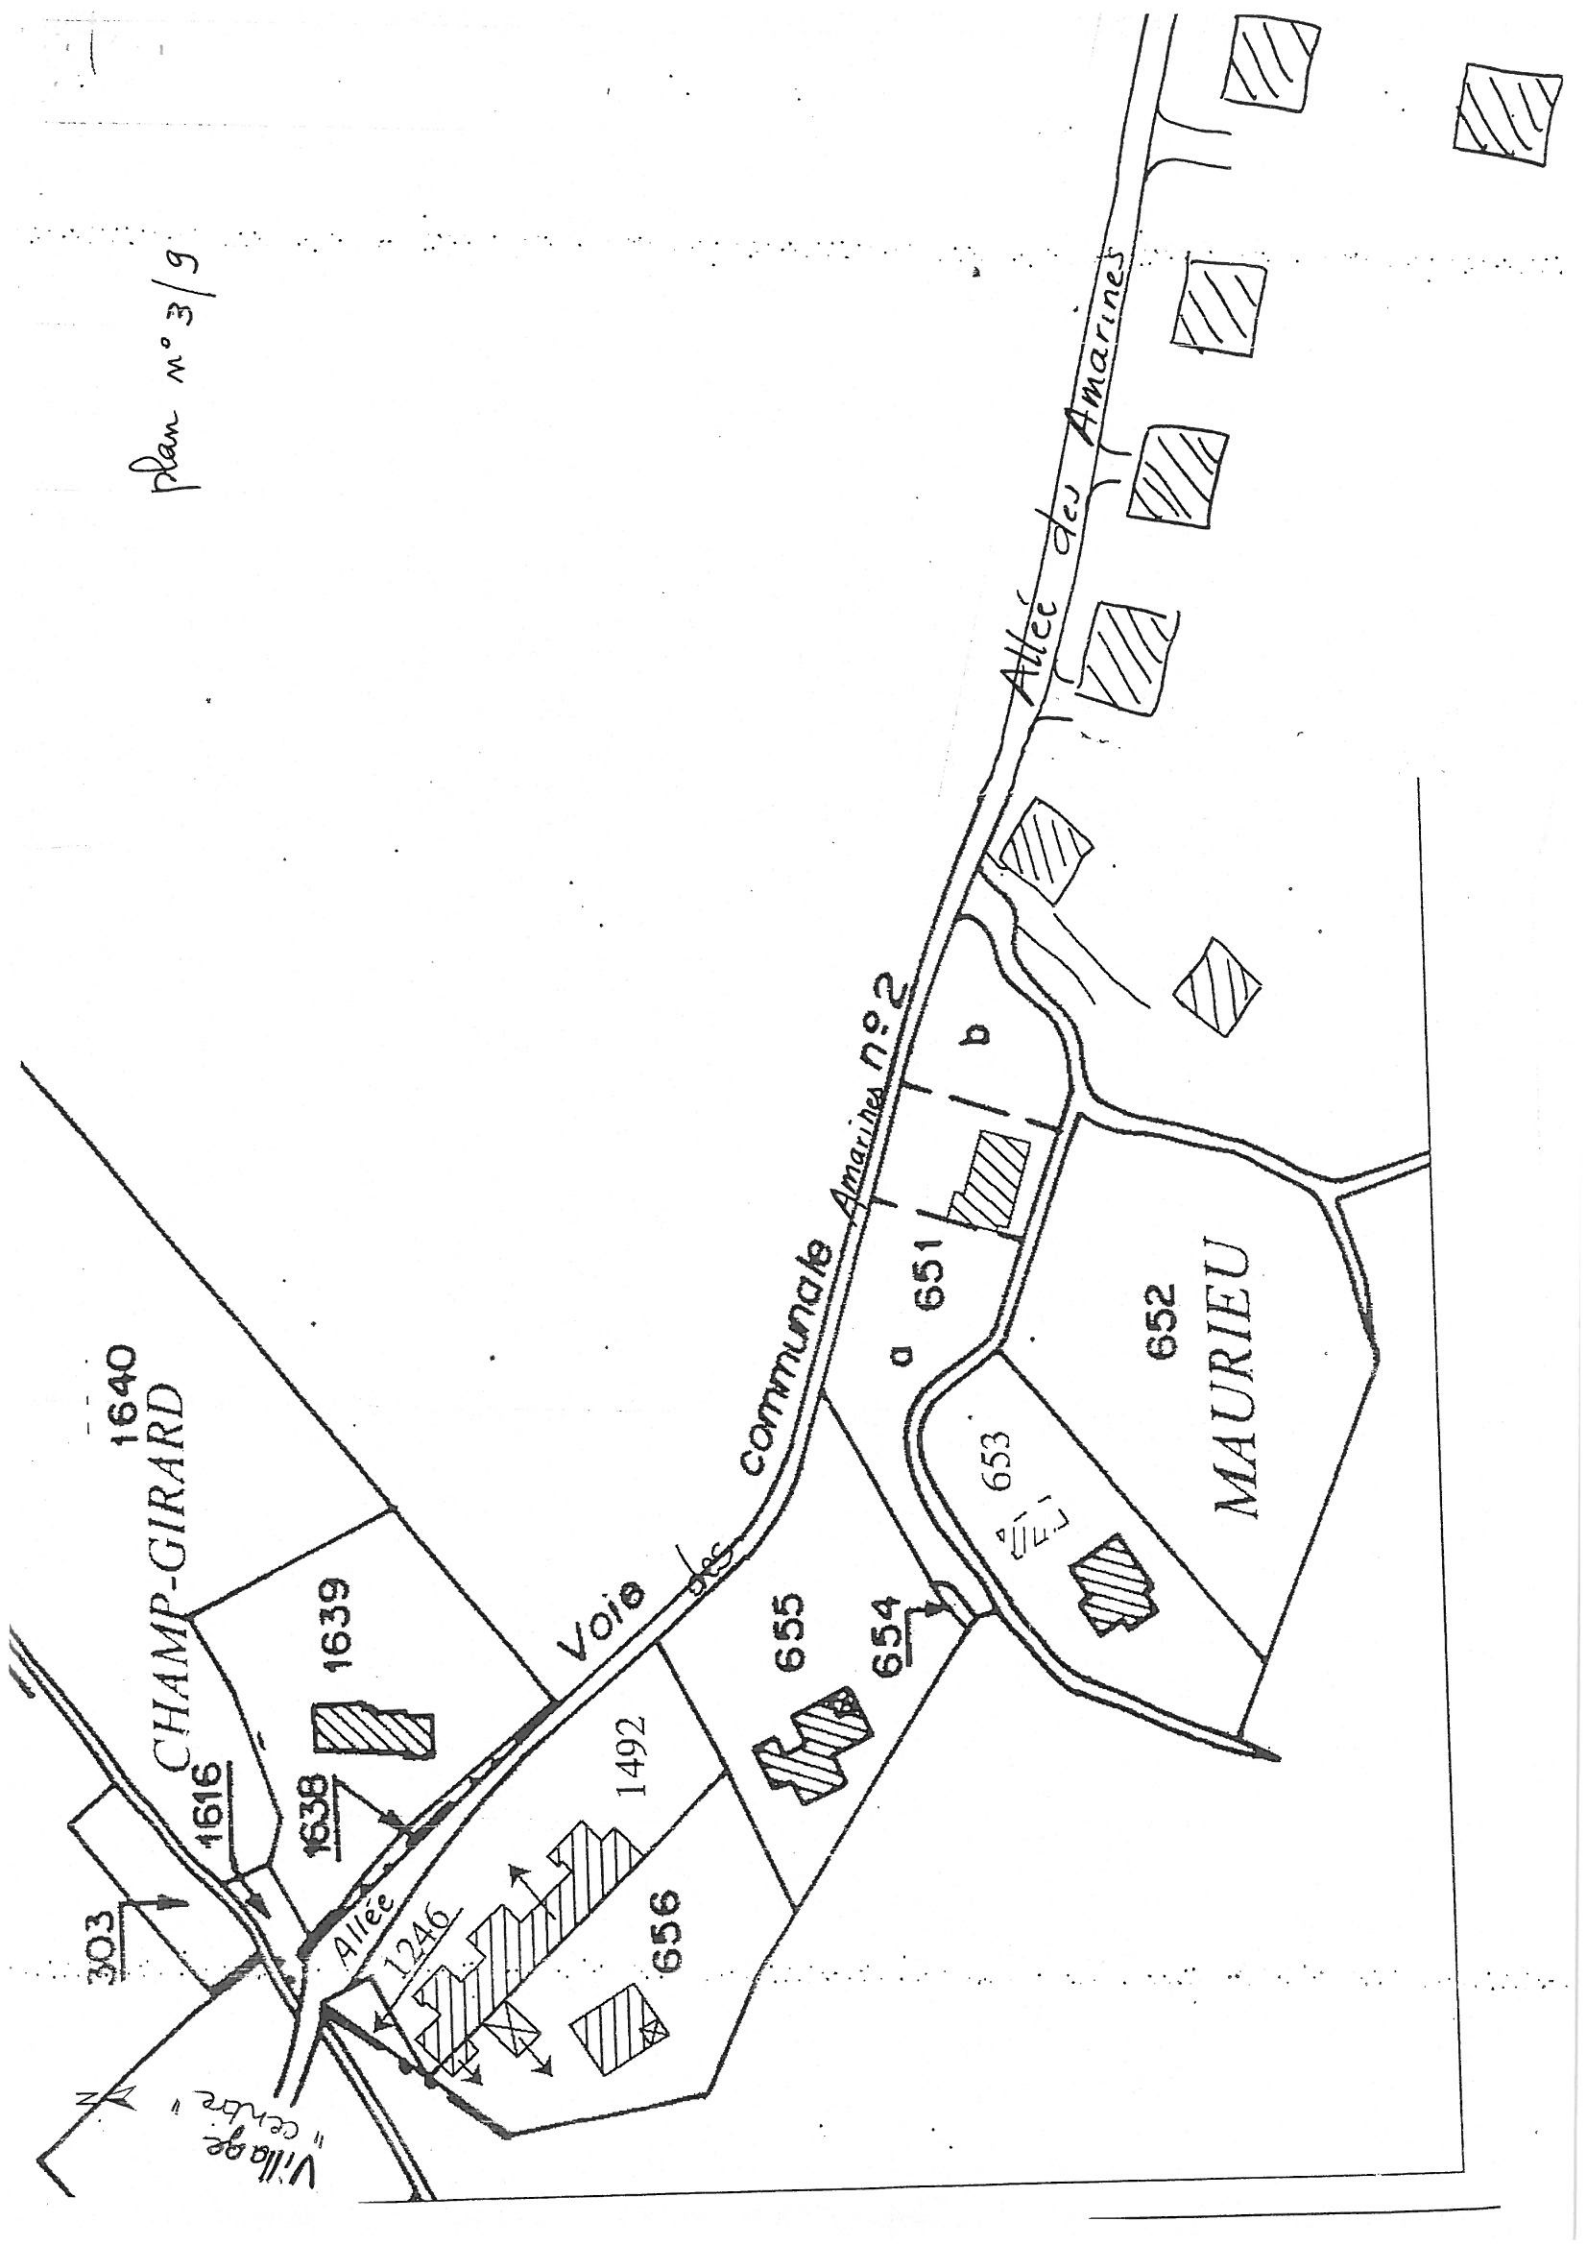 plan n° 3/9
1640
CHAMP-GIRARD
303
1616
1639
1638
Village
"centre"
N
Allée
des
Amarines
Voie
communale
n° 2
Allée des Amarines
1246
1492
656
655
654
653
651
a
b
652
MAURIEU